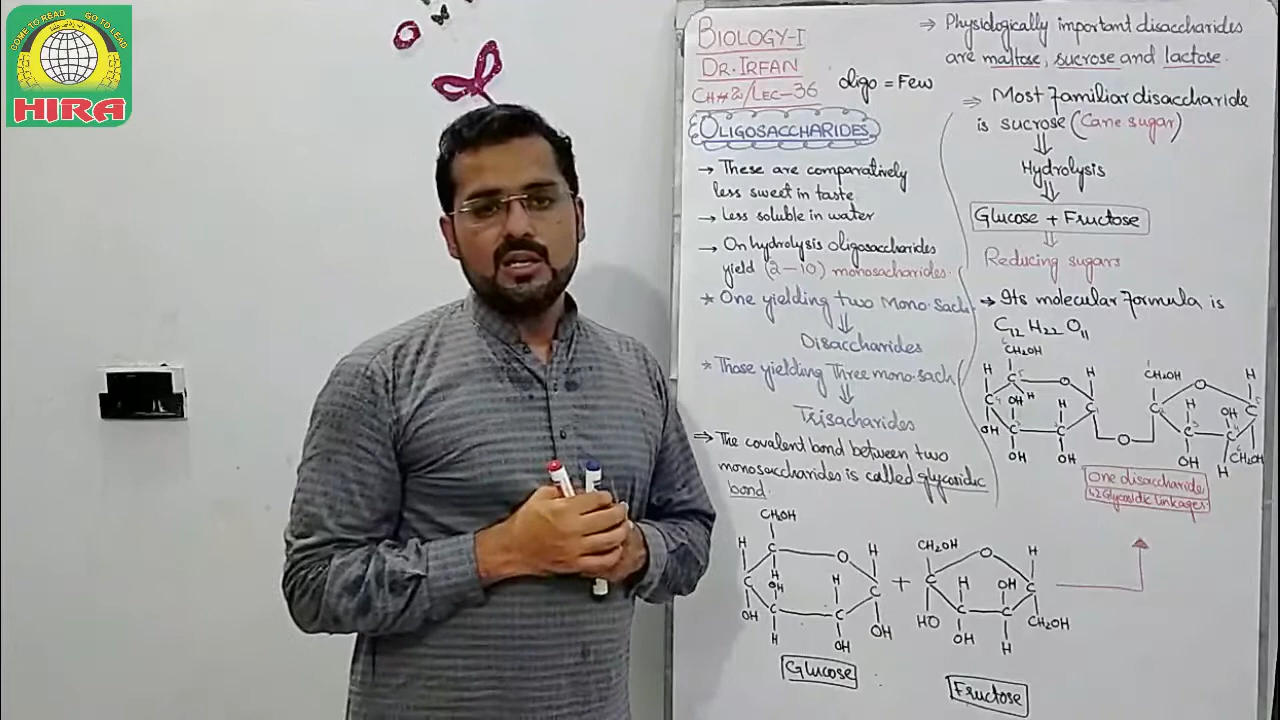 COME TO READ GO TO LEAD
HIRA
BIOLOGY-I
DR. IRFAN
CH#2/LEC-36
oligo = Few
OLIGOSACCHARIDES
→ These are comparatively
less sweet in taste
→ Less soluble in water
→ On hydrolysis oligosaccharides
yield (2-10) monosacharides.
* One yielding two Mono.Sach
⇓
Disaccharides
* Those yielding Three mono.sach
⇓
Trisacharides
⇒ The covalent bond between two
monosaccharides is called glycosidic
bond.
⇒ Physiologically important disaccharides
are maltose, sucrose and lactose.
⇒ Most familiar disaccharide
is sucrose (Cane sugar)
⇓
Hydrolysis
⇓
Glucose + Fructose
⇓
Reducing sugars
→ Its molecular formula is
C12 H22 O11
CH2OH
CH2OH
H O H O H
C C C C
OH H H H OH
C C C C
OH OH OH H CH2OH
O
One disaccharide
1,2 Glycosidic linkages
CH2OH
H C O H
C H OH H C
OH C C OH
H OH
Glucose
+
CH2OH O H
C H OH C
HO C C CH2OH
OH H
Fructose